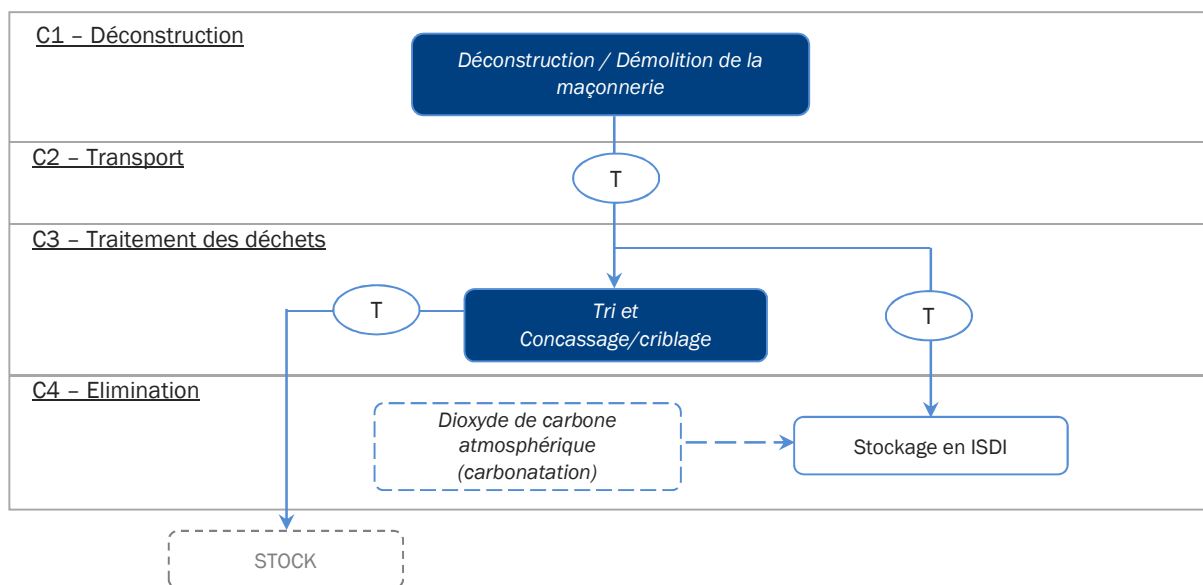 C1 – Déconstruction
Déconstruction / Démolition de la
maçonnerie
C2 – Transport
T
C3 – Traitement des déchets
T
Tri et
Concassage/criblage
T
C4 – Elimination
Dioxyde de carbone
atmosphérique
(carbonatation)
Stockage en ISDI
STOCK